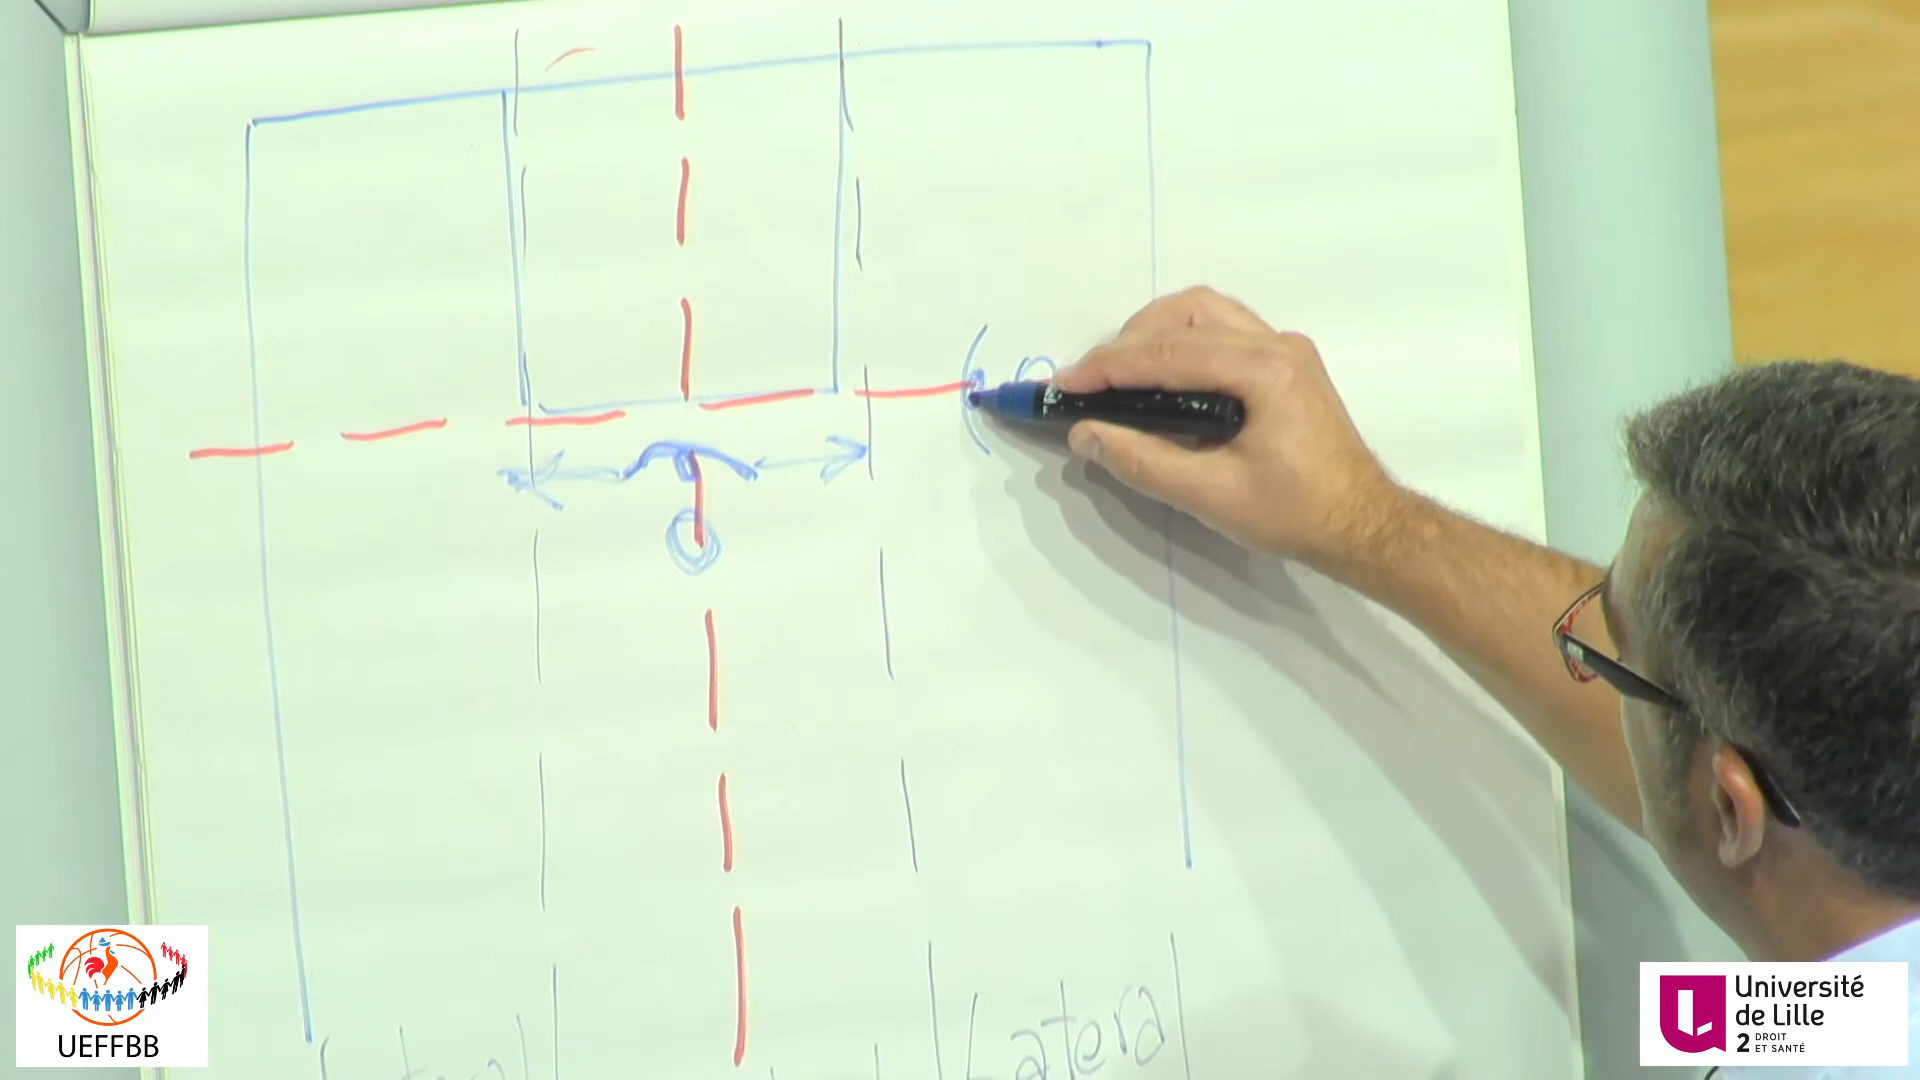 Lateral
UEFFBB
Université
de Lille
2 DROIT
ET SANTÉ